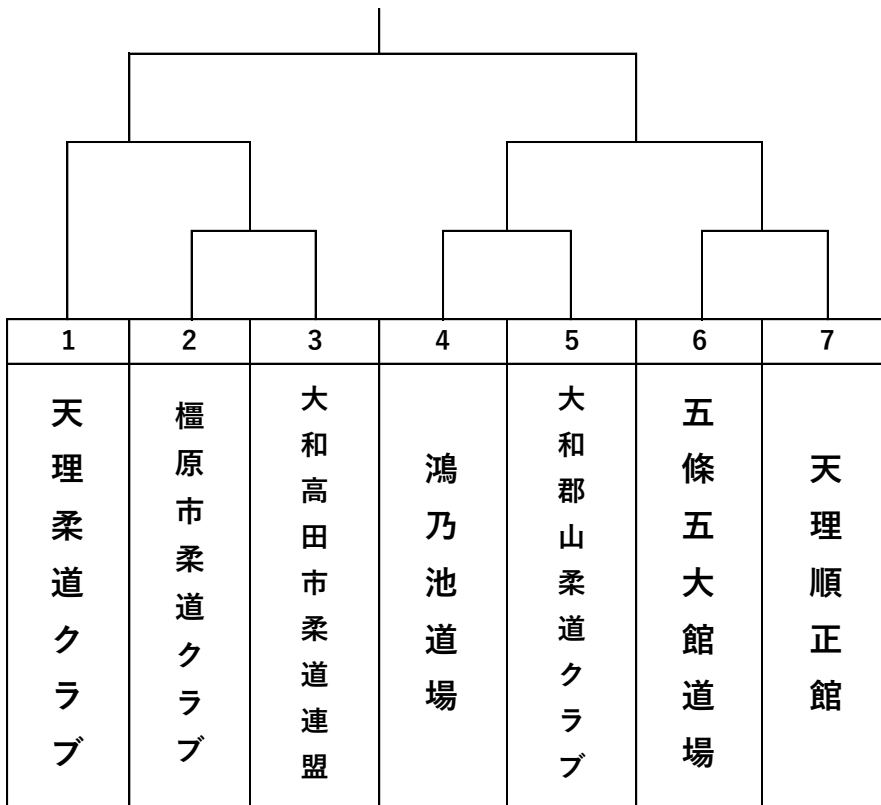 1 2 3 4 5 6 7
天理柔道クラブ
橿原市柔道クラブ
大和高田市柔道連盟
鴻乃池道場
大和郡山柔道クラブ
五條五大館道場
天理順正館